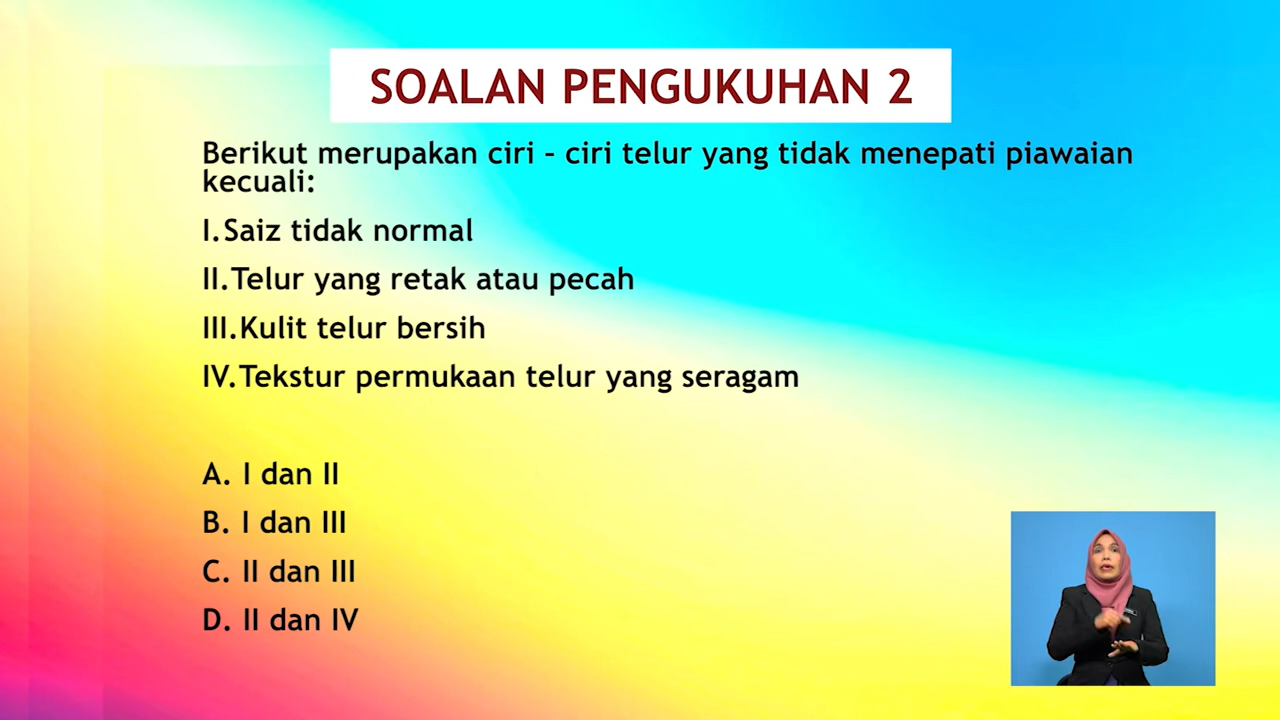 SOALAN PENGUKUHAN 2
Berikut merupakan ciri - ciri telur yang tidak menepati piawaian
kecuali:
I.Saiz tidak normal
II.Telur yang retak atau pecah
III.Kulit telur bersih
IV.Tekstur permukaan telur yang seragam
A. I dan II
B. I dan III
C. II dan III
D. II dan IV